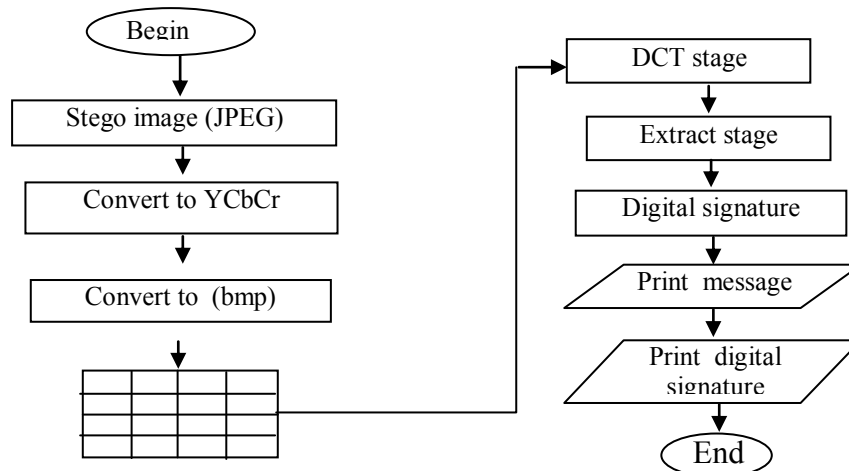 Begin
Stego image (JPEG)
Convert to YCbCr
Convert to (bmp)
DCT stage
Extract stage
Digital signature
Print message
Print digital
signature
End